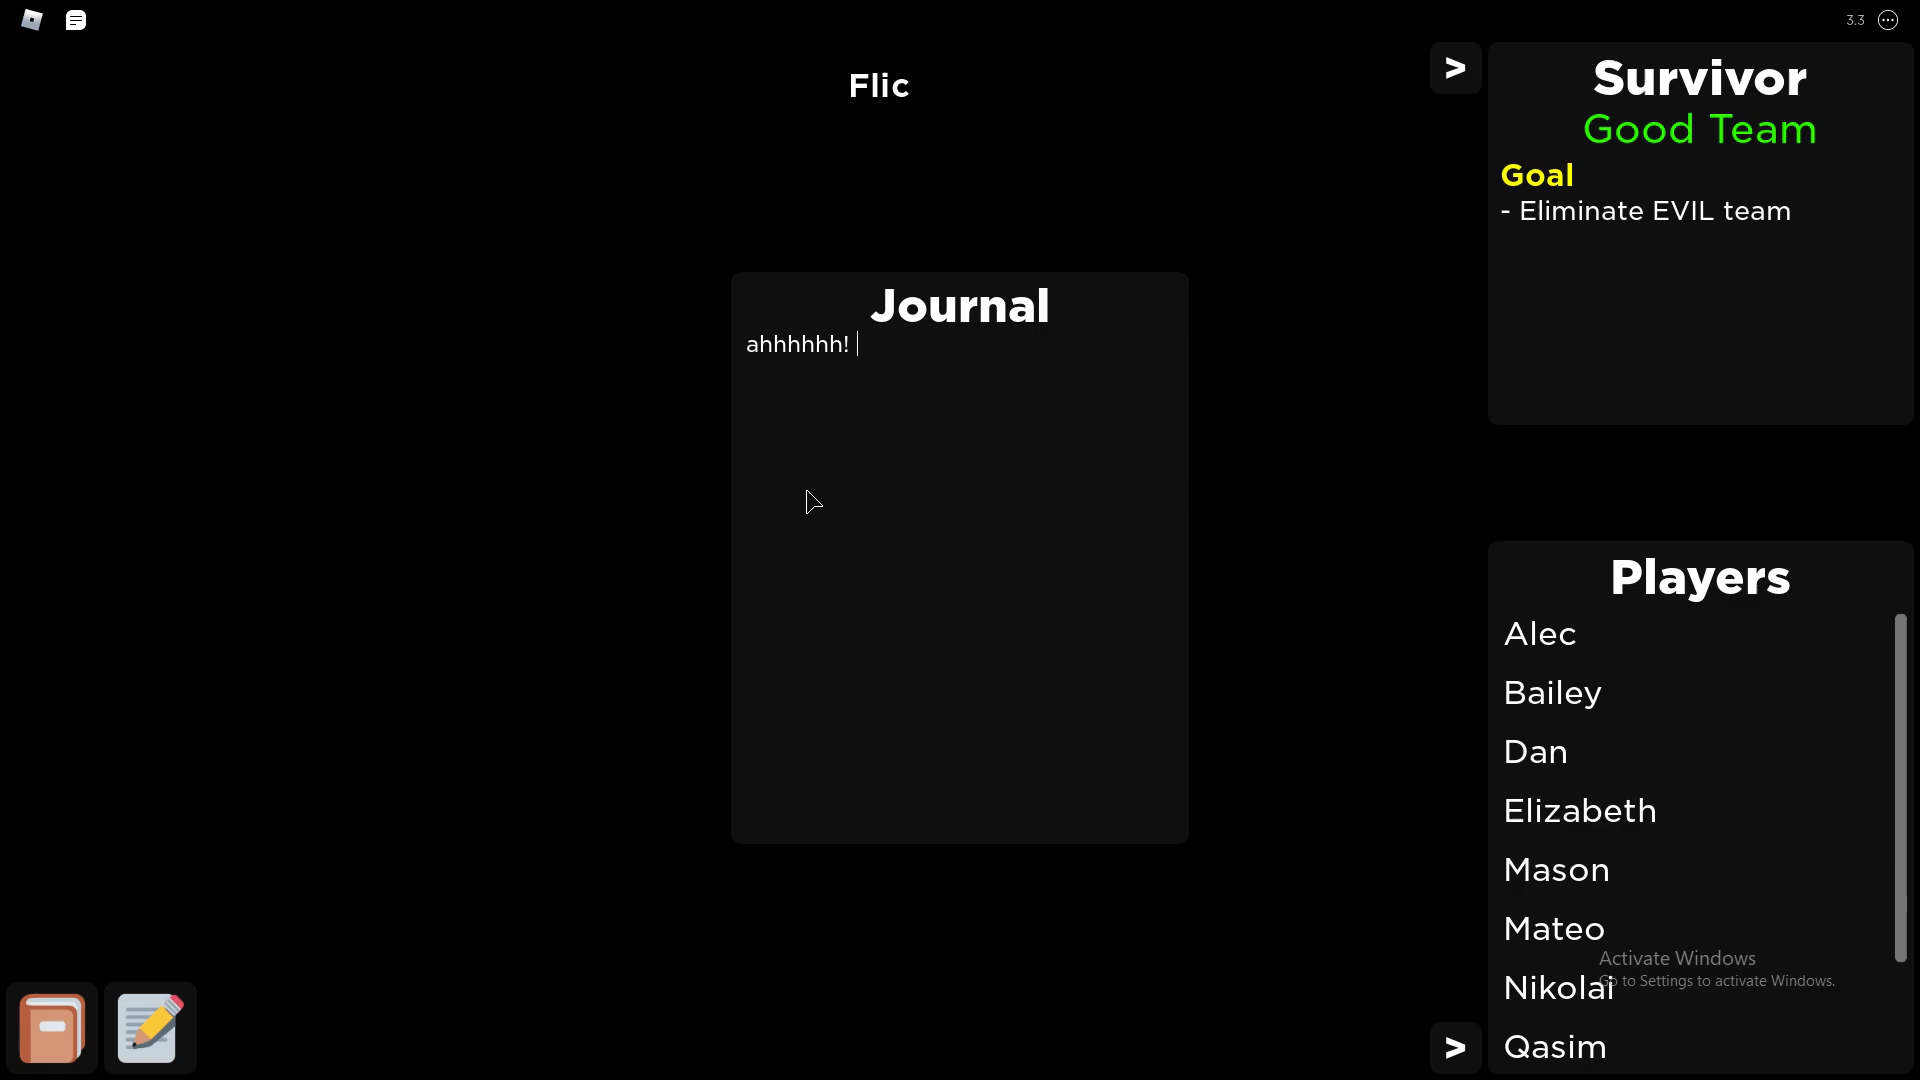 3.3
Flic
>
Survivor
Good Team
Goal
- Eliminate EVIL team
Journal
ahhhhhh!
Players
Alec
Bailey
Dan
Elizabeth
Mason
Mateo
Activate Windows
Go to Settings to activate Windows.
Nikolai
>
Qasim